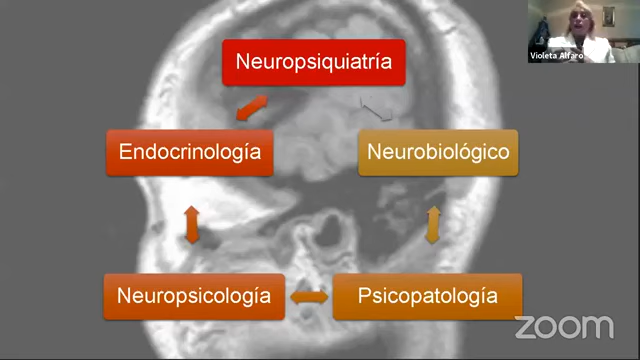 Neuropsiquiatría
Violeta Alfaro
Endocrinología
Neurobiológico
Neuropsicología
Psicopatología
zoom